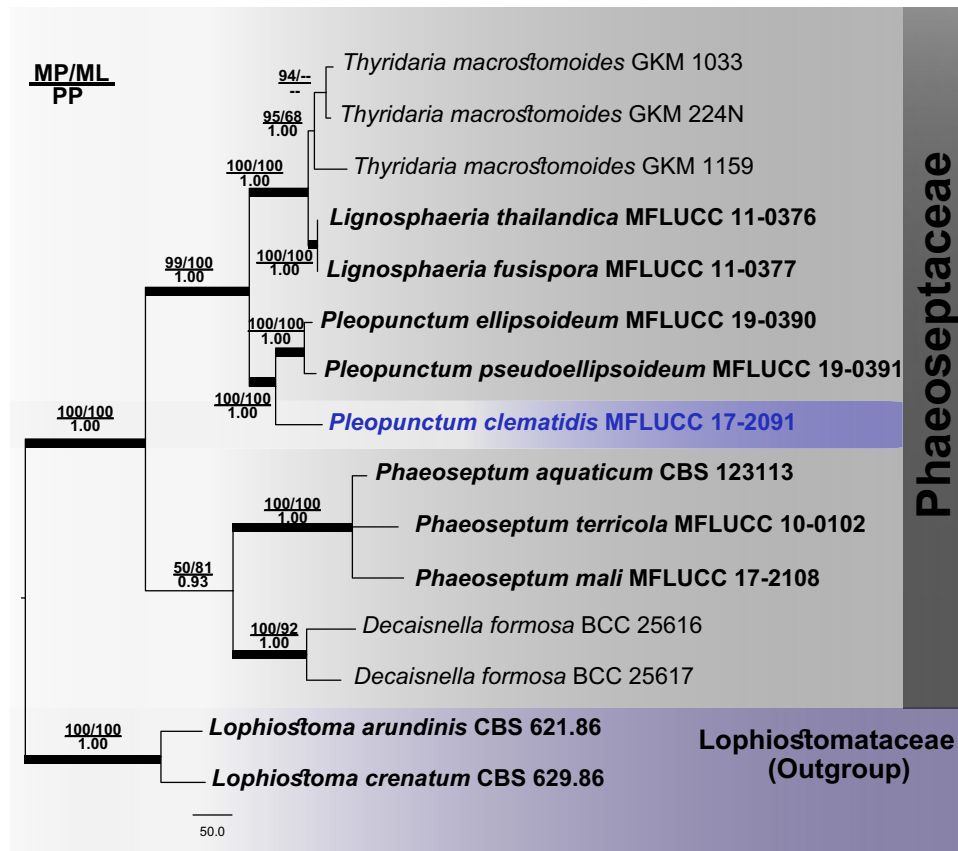 MP/ML
PP
94/--
--
Thyridaria macrostomoides GKM 1033
95/68
1.00
Thyridaria macrostomoides GKM 224N
100/100
1.00
Thyridaria macrostomoides GKM 1159
Lignosphaeria thailandica MFLUCC 11-0376
100/100
1.00
Lignosphaeria fusispora MFLUCC 11-0377
99/100
1.00
100/100
1.00
Pleopunctum ellipsoideum MFLUCC 19-0390
Pleopunctum pseudoellipsoideum MFLUCC 19-0391
100/100
1.00
Pleopunctum clematidis MFLUCC 17-2091
100/100
1.00
Phaeoseptum aquaticum CBS 123113
100/100
1.00
Phaeoseptum terricola MFLUCC 10-0102
50/81
0.93
Phaeoseptum mali MFLUCC 17-2108
100/92
1.00
Decaisnella formosa BCC 25616
Decaisnella formosa BCC 25617
Phaeoseptaceae
100/100
1.00
Lophiostoma arundinis CBS 621.86
Lophiostoma crenatum CBS 629.86
Lophiostomataceae
(Outgroup)
50.0